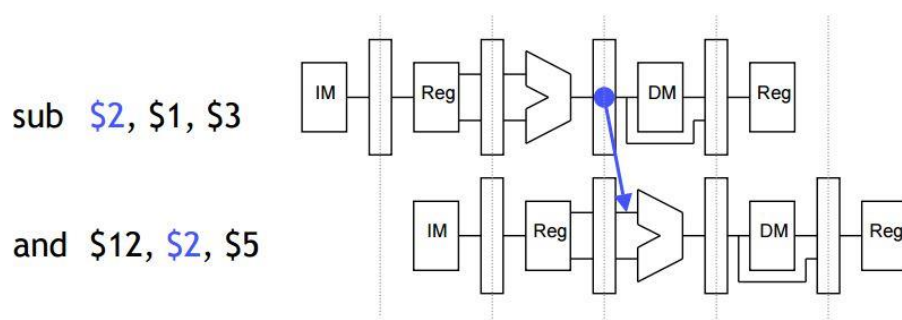 IM Reg DM Reg
sub $2, $1, $3
IM Reg DM Reg
and $12, $2, $5